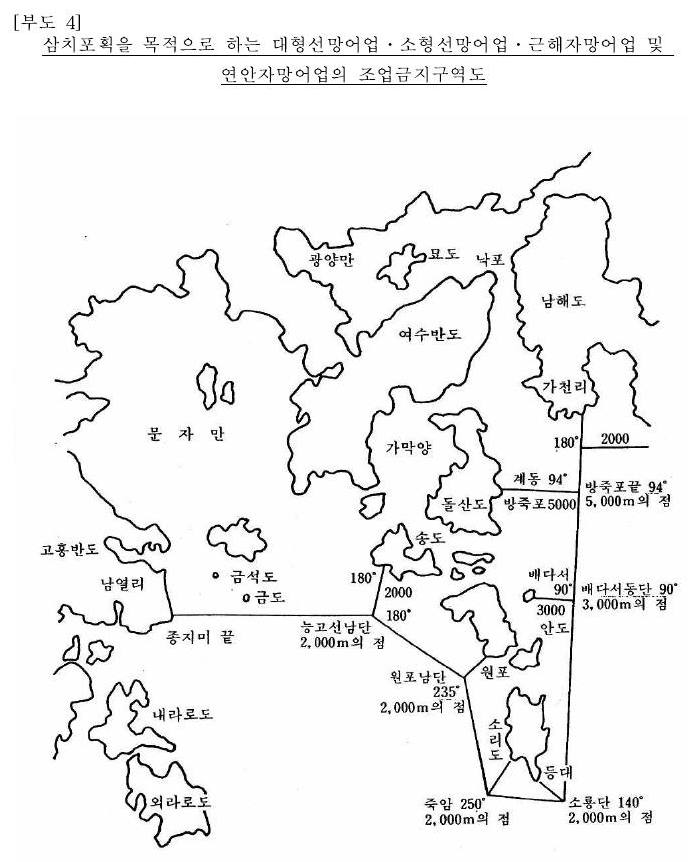 [부도 4]
삼치포획을 목적으로 하는 대형선망어업·소형선망어업·근해자망어업 및
연안자망어업의 조업금지구역도
광양만
묘도
낙포
남해도
여수반도
가천리
문 자 만
가막양
180°
2000
계동 94°
방죽포끝 94°
돌산도
방죽포5000
5,000m의 점
송도
고흥반도
남열리
금석도
180°
2000
배다서
90°
배다서동단 90°
3000
3,000m의 점
금도
180°
안도
종지미 끝
능고선남단
2,000m의 점
원포남단
235°
2,000m의 점
원포
내라로도
소리도
등대
외라로도
죽암 250°
2,000m의 점
소룡단 140°
2,000m의 점